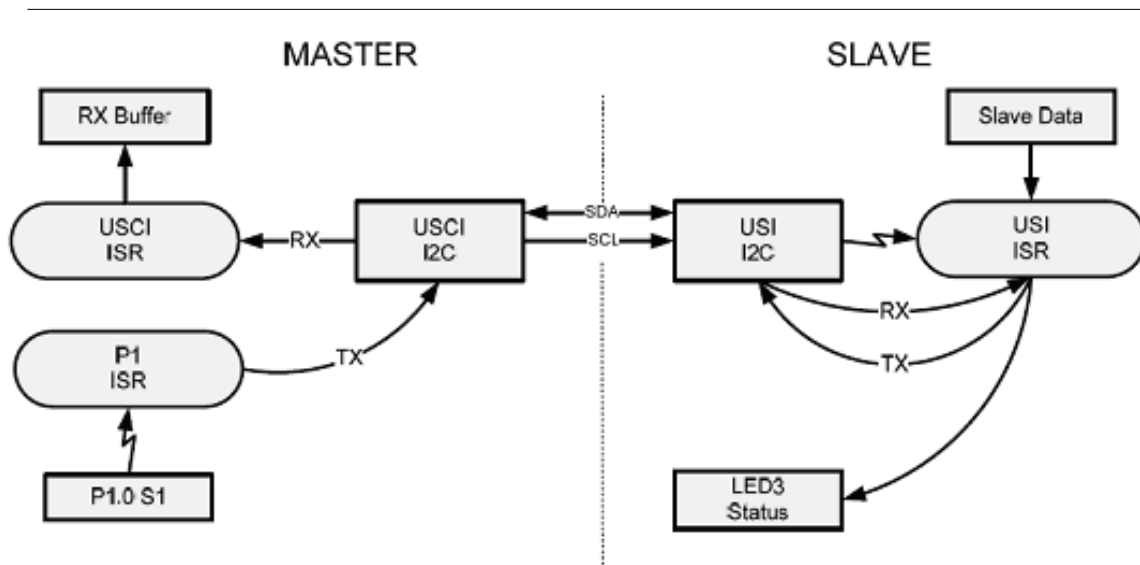 MASTER
SLAVE
RX Buffer
Slave Data
USCI
ISR
RX
USCI
I2C
SDA
SCL
USI
I2C
USI
ISR
RX
TX
P1
ISR
TX
P1.0 S1
LED3
Status